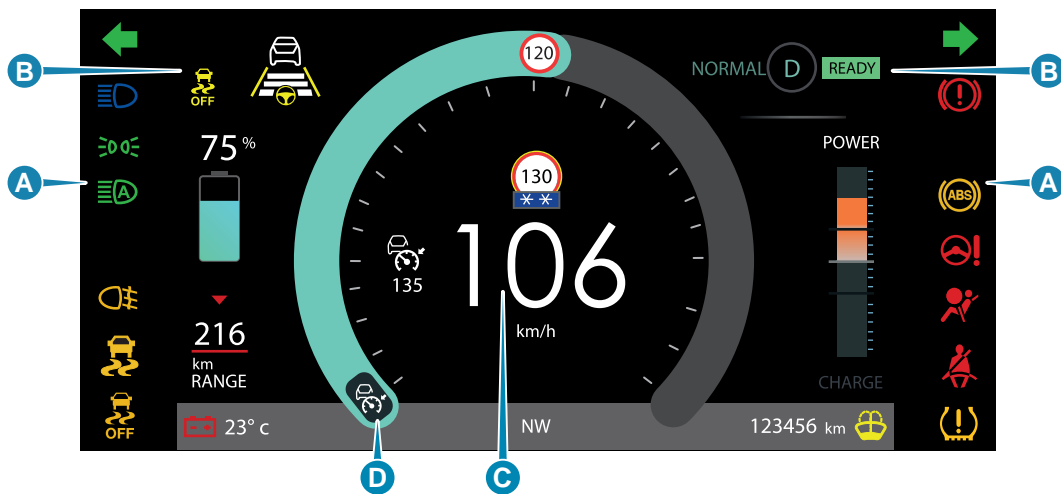 120
B
OFF
NORMAL D READY
B
75 %
POWER
A
A
130
ABS
A
135
106
km/h
216
km
RANGE
CHARGE
OFF
23° c
NW
123456 km
D
C